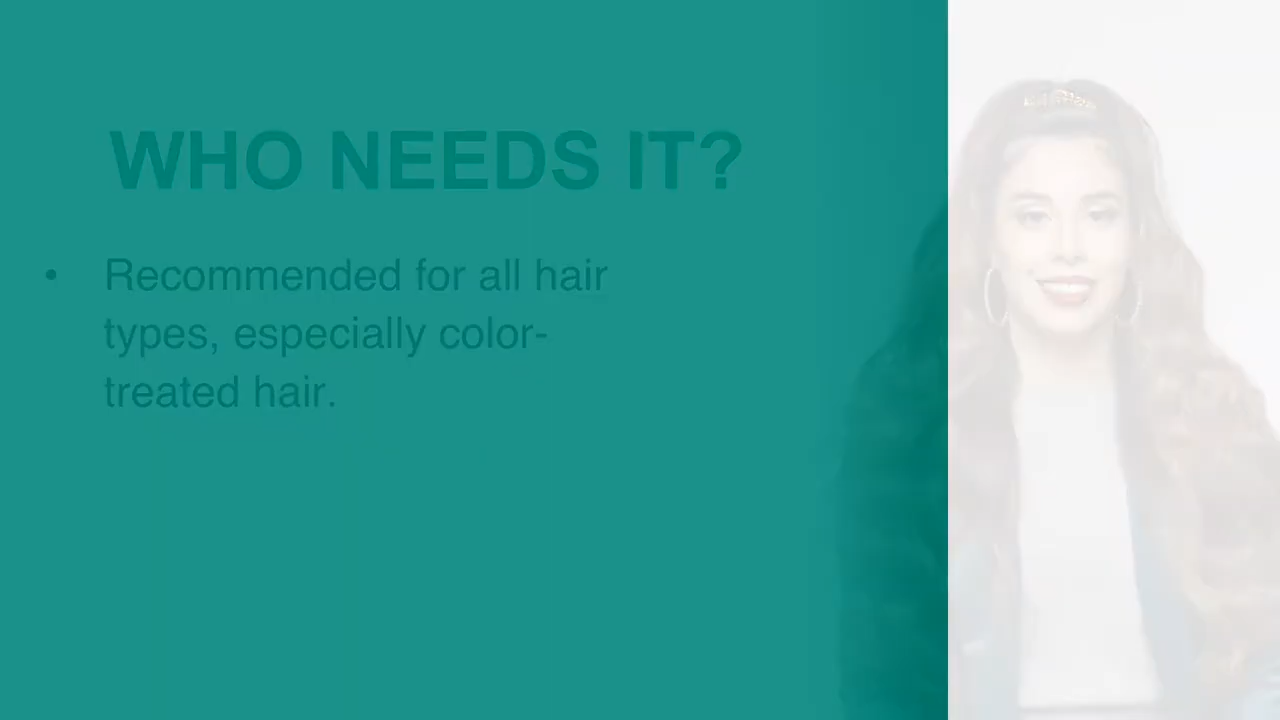 WHO NEEDS IT?
• Recommended for all hair
types, especially color-
treated hair.